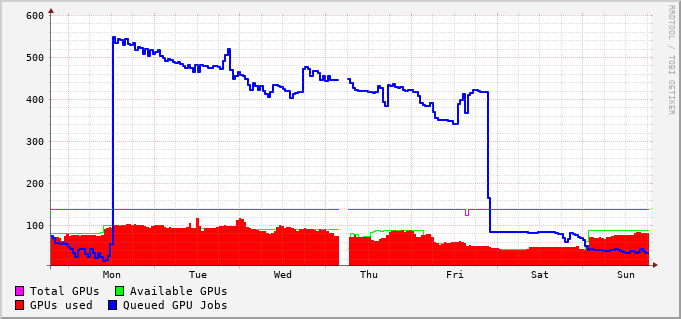 600
500
400
300
200
100
Mon Tue Wed Thu Fri Sat Sun
Total GPUs Available GPUs
GPUs used Queued GPU Jobs
RRDTOOL / TOBI OETIKER